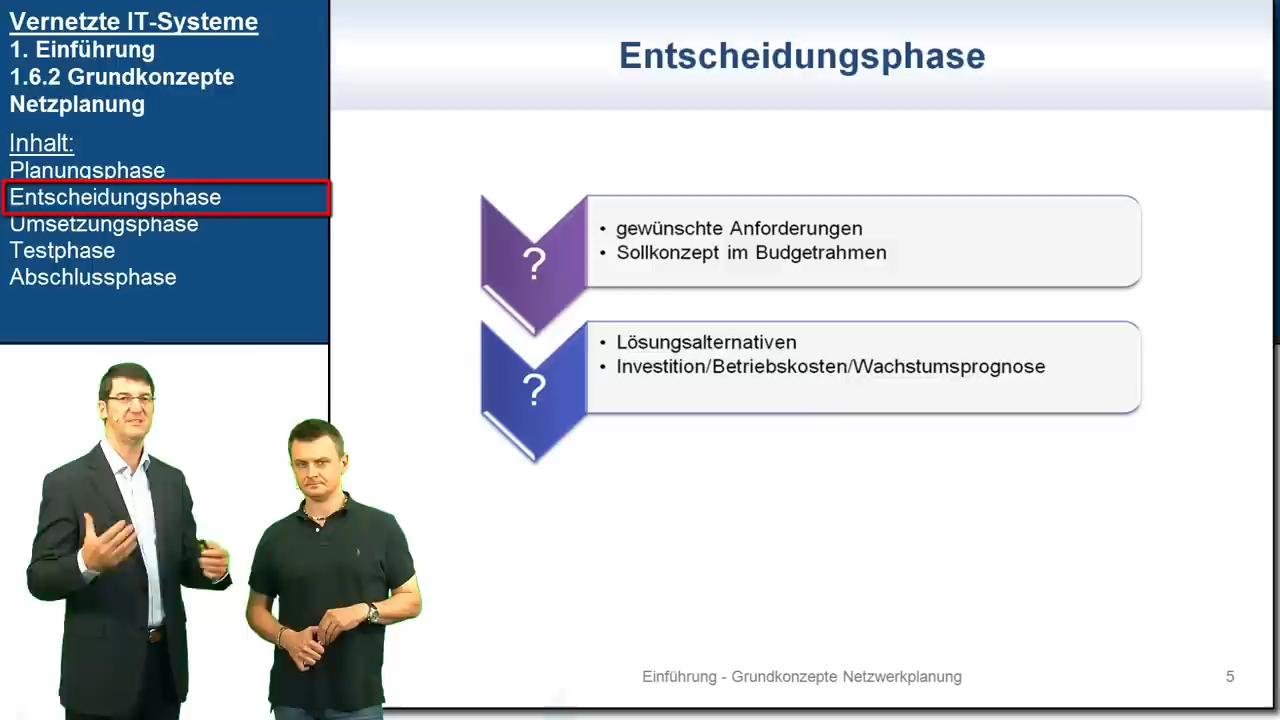 Vernetzte IT-Systeme
1. Einführung
1.6.2 Grundkonzepte
Netzplanung
Inhalt:
Planungsphase
Entscheidungsphase
Umsetzungsphase
Testphase
Abschlussphase
Entscheidungsphase
?
• gewünschte Anforderungen
• Sollkonzept im Budgetrahmen
?
• Lösungsalternativen
• Investition/Betriebskosten/Wachstumsprognose
Einführung - Grundkonzepte Netzwerkplanung
5